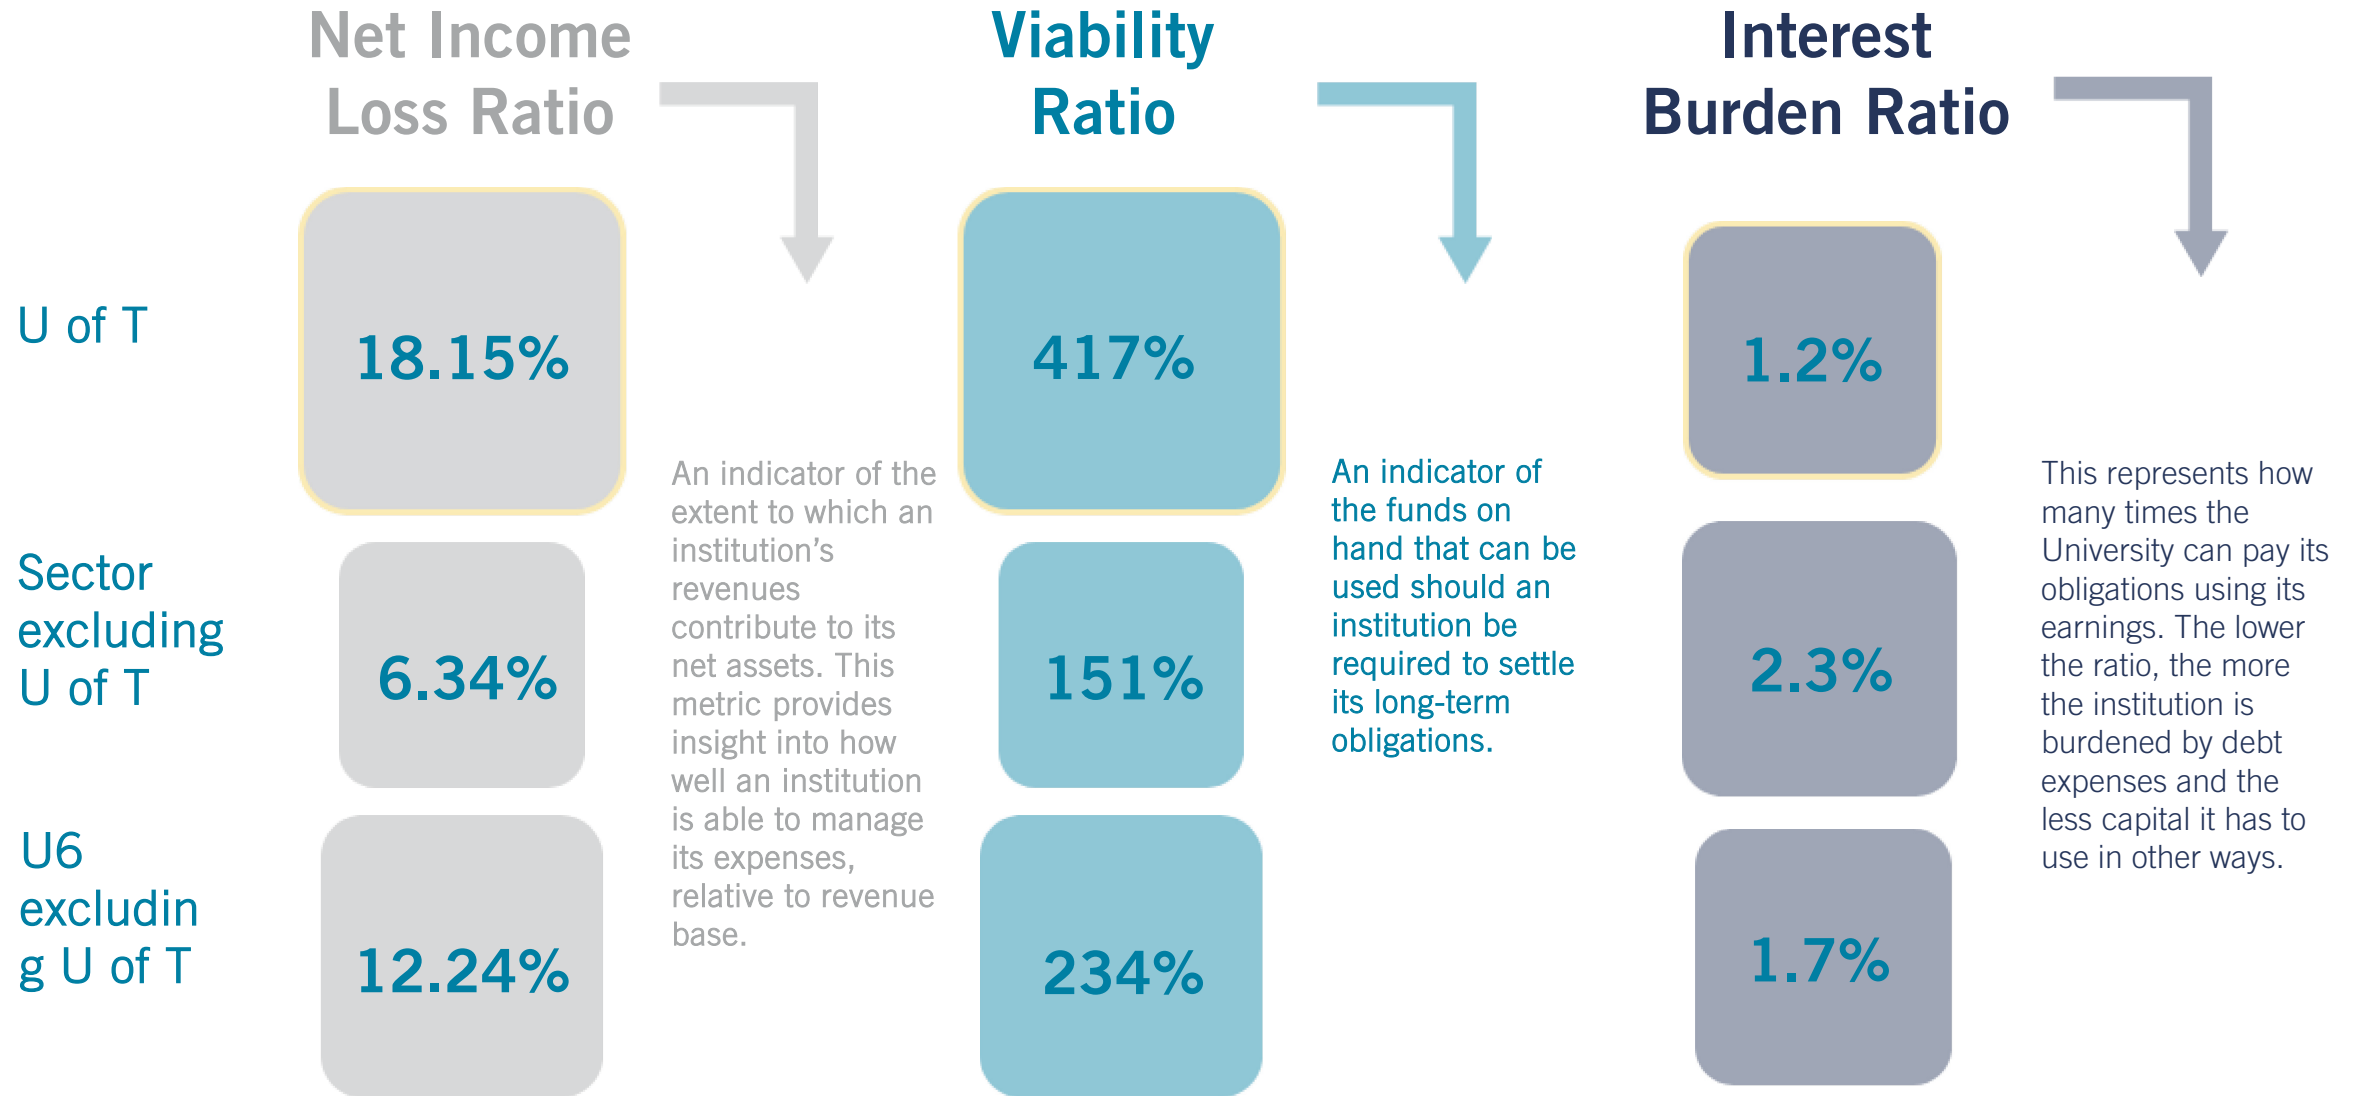 Net Income
Loss Ratio
Viability
Ratio
Interest
Burden Ratio
U of T
18.15%
417%
1.2%
Sector
excluding
U of T
6.34%
151%
2.3%
U6
excludin
g U of T
12.24%
234%
1.7%
An indicator of the
extent to which an
institution’s
revenues
contribute to its
net assets. This
metric provides
insight into how
well an institution
is able to manage
its expenses,
relative to revenue
base.
An indicator of
the funds on
hand that can be
used should an
institution be
required to settle
its long-term
obligations.
This represents how
many times the
University can pay its
obligations using its
earnings. The lower
the ratio, the more
the institution is
burdened by debt
expenses and the
less capital it has to
use in other ways.